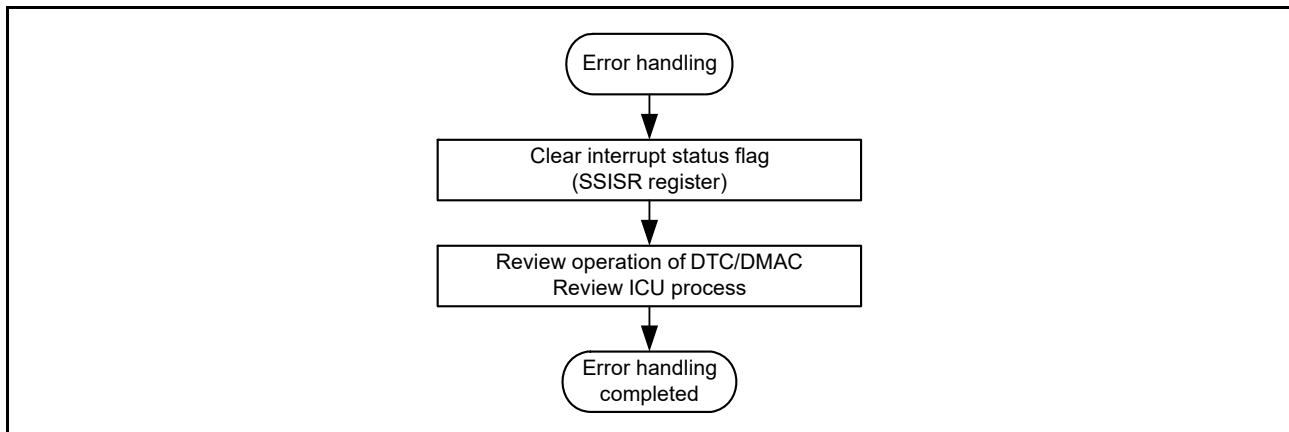 Error handling
Clear interrupt status flag
(SSISR register)
Review operation of DTC/DMAC
Review ICU process
Error handling
completed